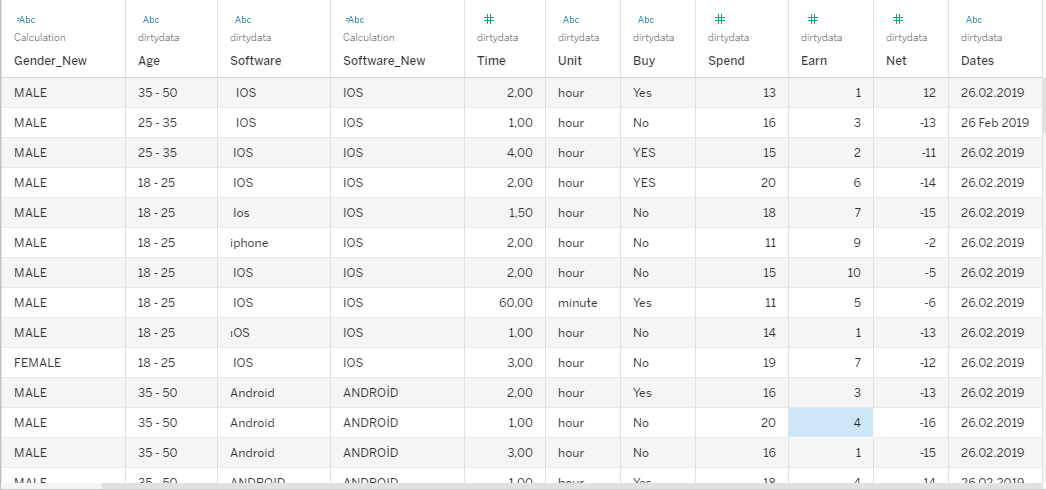 =Abc Abc Abc =Abc # Abc Abc # # # Abc
Calculation dirtydata dirtydata Calculation dirtydata dirtydata dirtydata dirtydata dirtydata dirtydata dirtydata
Gender_New Age Software Software_New Time Unit Buy Spend Earn Net Dates
MALE 35 - 50 IOS IOS 2,00 hour Yes 13 1 12 26.02.2019
MALE 25 - 35 IOS IOS 1,00 hour No 16 3 -13 26 Feb 2019
MALE 25 - 35 IOS IOS 4,00 hour YES 15 2 -11 26.02.2019
MALE 18 - 25 IOS IOS 2,00 hour YES 20 6 -14 26.02.2019
MALE 18 - 25 Ios IOS 1,50 hour No 18 7 -15 26.02.2019
MALE 18 - 25 iphone IOS 2,00 hour No 11 9 -2 26.02.2019
MALE 18 - 25 IOS IOS 2,00 hour No 15 10 -5 26.02.2019
MALE 18 - 25 IOS IOS 60,00 minute Yes 11 5 -6 26.02.2019
MALE 18 - 25 ıOS IOS 1,00 hour No 14 1 -13 26.02.2019
FEMALE 18 - 25 IOS IOS 3,00 hour No 19 7 -12 26.02.2019
MALE 35 - 50 Android ANDROİD 2,00 hour Yes 16 3 -13 26.02.2019
MALE 35 - 50 Android ANDROİD 1,00 hour No 20 4 -16 26.02.2019
MALE 35 - 50 Android ANDROİD 3,00 hour No 16 1 -15 26.02.2019
MALE 35 - 50 ANDROID ANDROİD 1,00 hour Yes 18 4 -14 26.02.2019